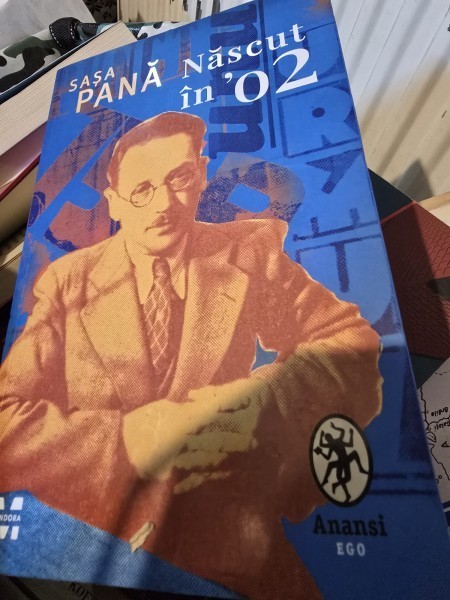 SAȘA
PANĂ
Născut
în '02
Anansi
EGO